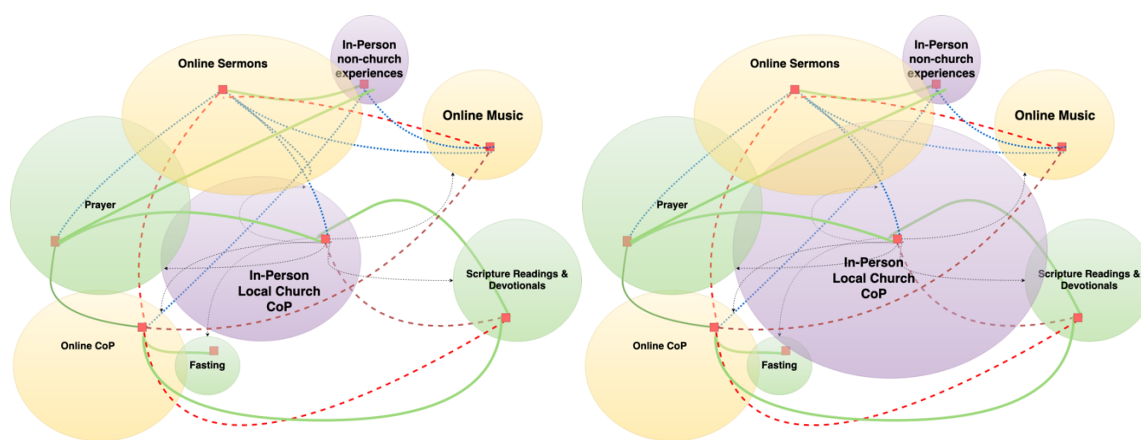 In-Person
non-church
experiences
Online Sermons
Online Music
Prayer
In-Person
Local Church
CoP
Scripture Readings &
Devotionals
Online CoP
Fasting
In-Person
non-church
experiences
Online Sermons
Online Music
Prayer
In-Person
Local Church
CoP
Scripture Readings &
Devotionals
Online CoP
Fasting